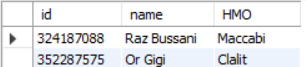 id name HMO
324187088 Raz Bussani Maccabi
352287575 Or Gigi Clalit